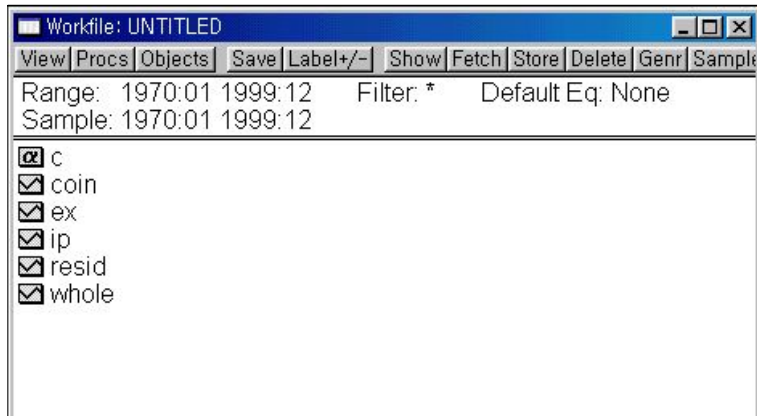 Workfile: UNTITLED
View Procs Objects Save Label+/- Show Fetch Store Delete Genr Sample
Range: 1970:01 1999:12 Filter: * Default Eq: None
Sample: 1970:01 1999:12
α c
coin
ex
ip
resid
whole